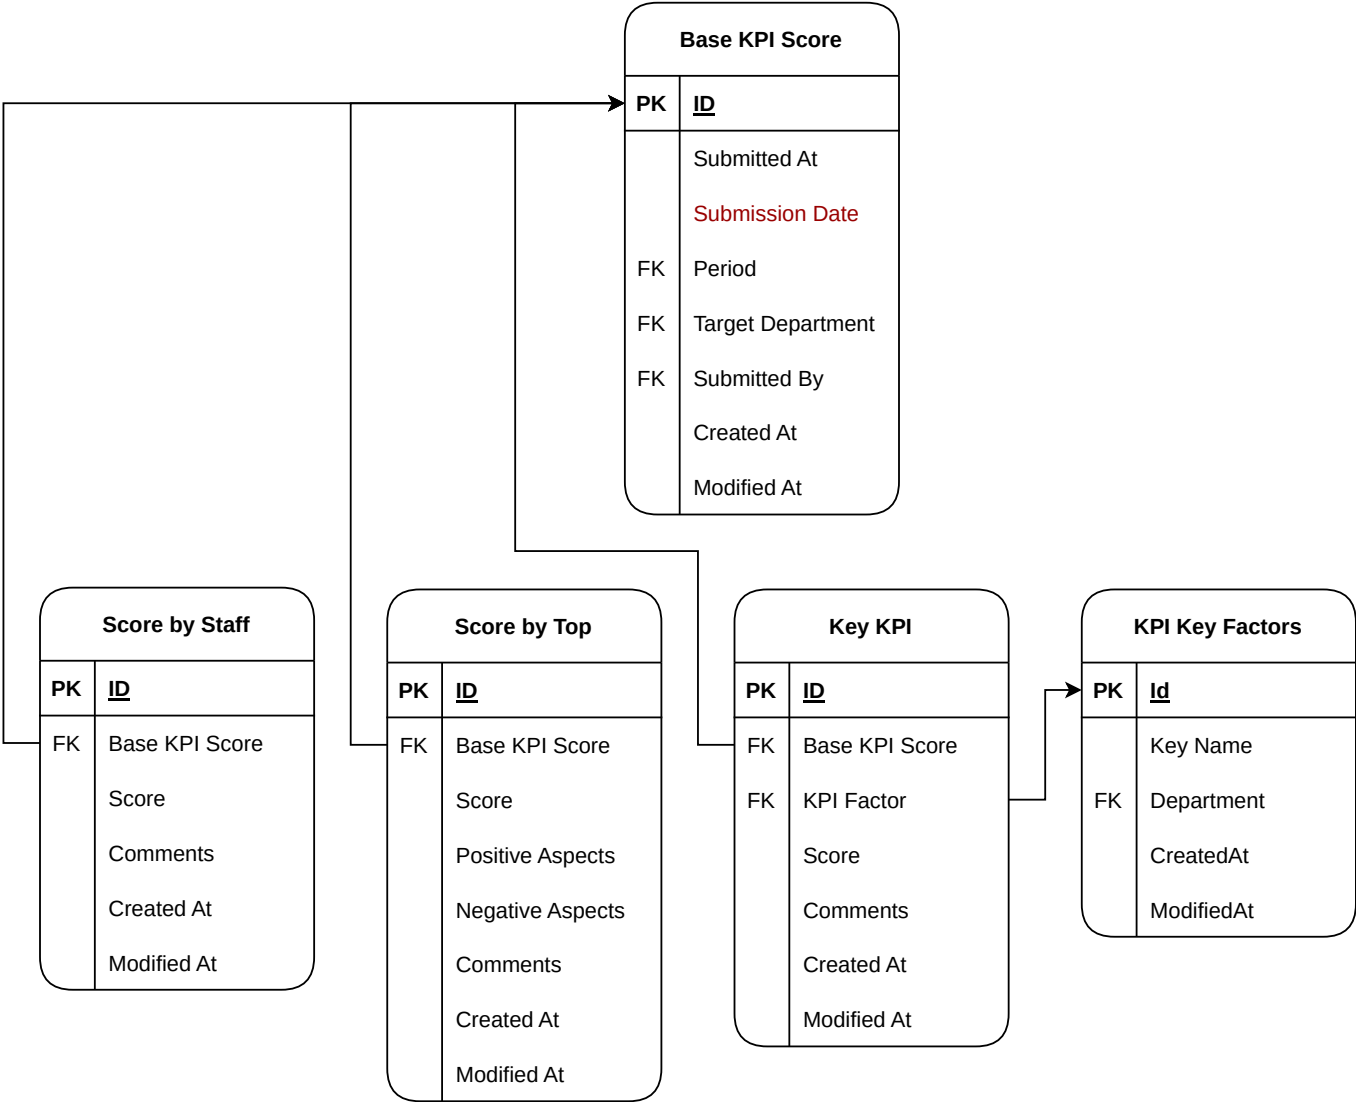 Base KPI Score
PK ID
Submitted At
Submission Date
FK Period
FK Target Department
FK Submitted By
Created At
Modified At
Score by Staff
PK ID
FK Base KPI Score
Score
Comments
Created At
Modified At
Score by Top
PK ID
FK Base KPI Score
Score
Positive Aspects
Negative Aspects
Comments
Created At
Modified At
Key KPI
PK ID
FK Base KPI Score
FK KPI Factor
Score
Comments
Created At
Modified At
KPI Key Factors
PK Id
Key Name
FK Department
CreatedAt
ModifiedAt